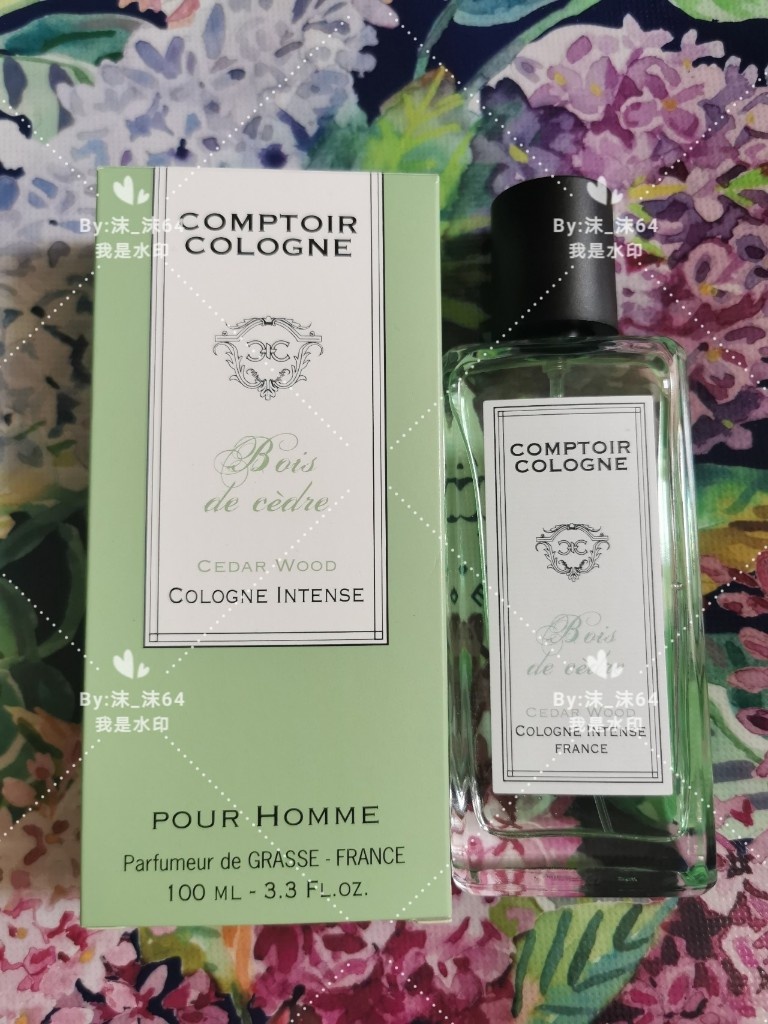 COMPTOIR
COLOGNE
Bois
de cèdre
CEDAR WOOD
COLOGNE INTENSE
POUR HOMME
Parfumeur de GRASSE - FRANCE
100 ML - 3.3 FL.OZ.
COMPTOIR
COLOGNE
Bois
de cèdre
CEDAR WOOD
COLOGNE INTENSE
FRANCE
By:沫_沫64
我是水印
By:沫_沫64
我是水印
By:沫_沫64
我是水印
By:沫_沫64
我是水印